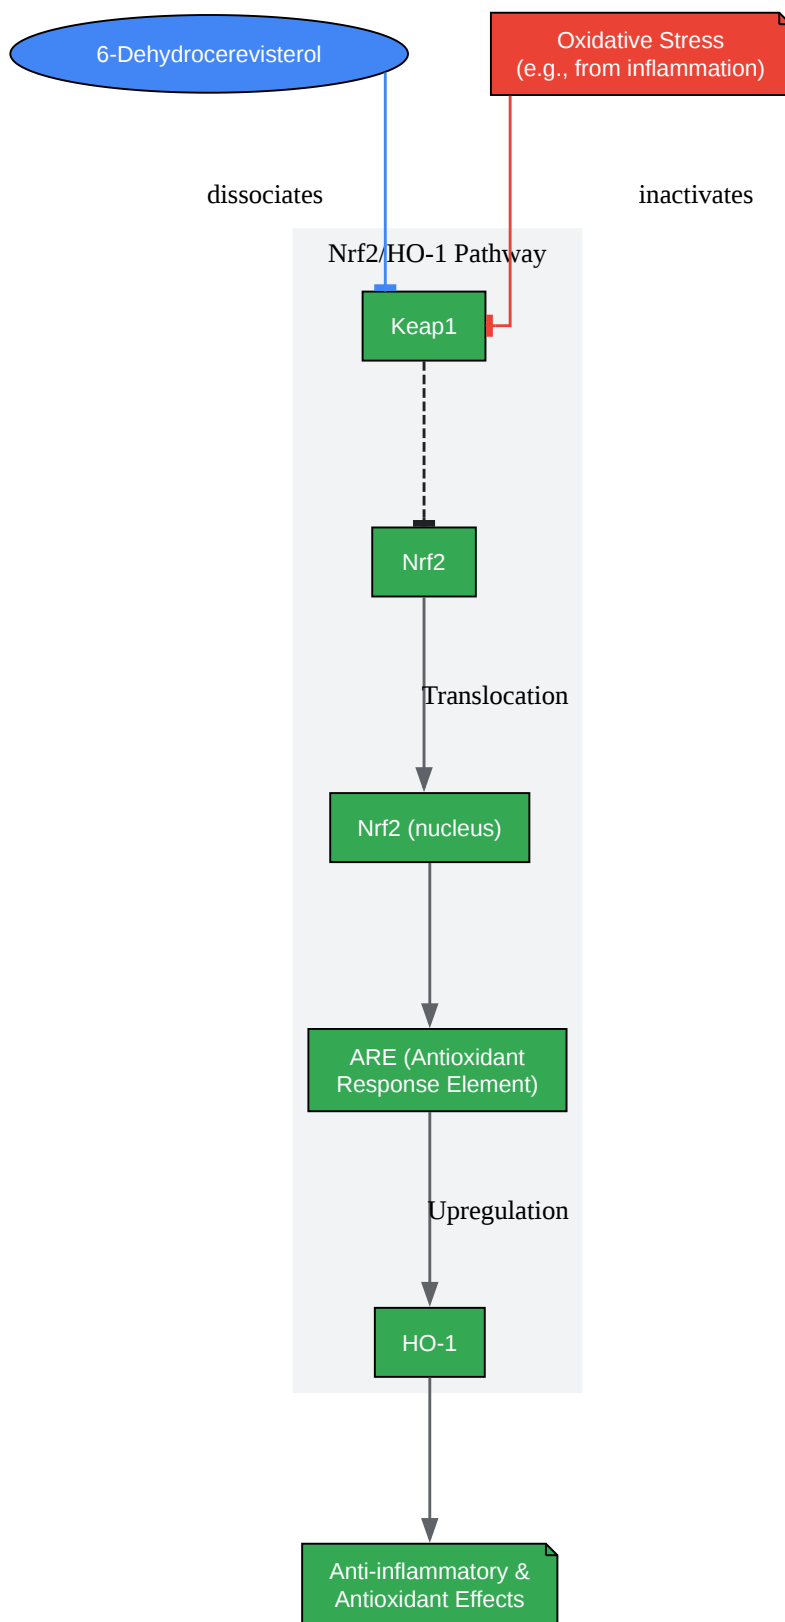 6-Dehydrocerevisterol
Oxidative Stress
(e.g., from inflammation)
dissociates
inactivates
Nrf2/HO-1 Pathway
Keap1
Nrf2
Translocation
Nrf2 (nucleus)
ARE (Antioxidant
Response Element)
Upregulation
HO-1
Anti-inflammatory &
Antioxidant Effects